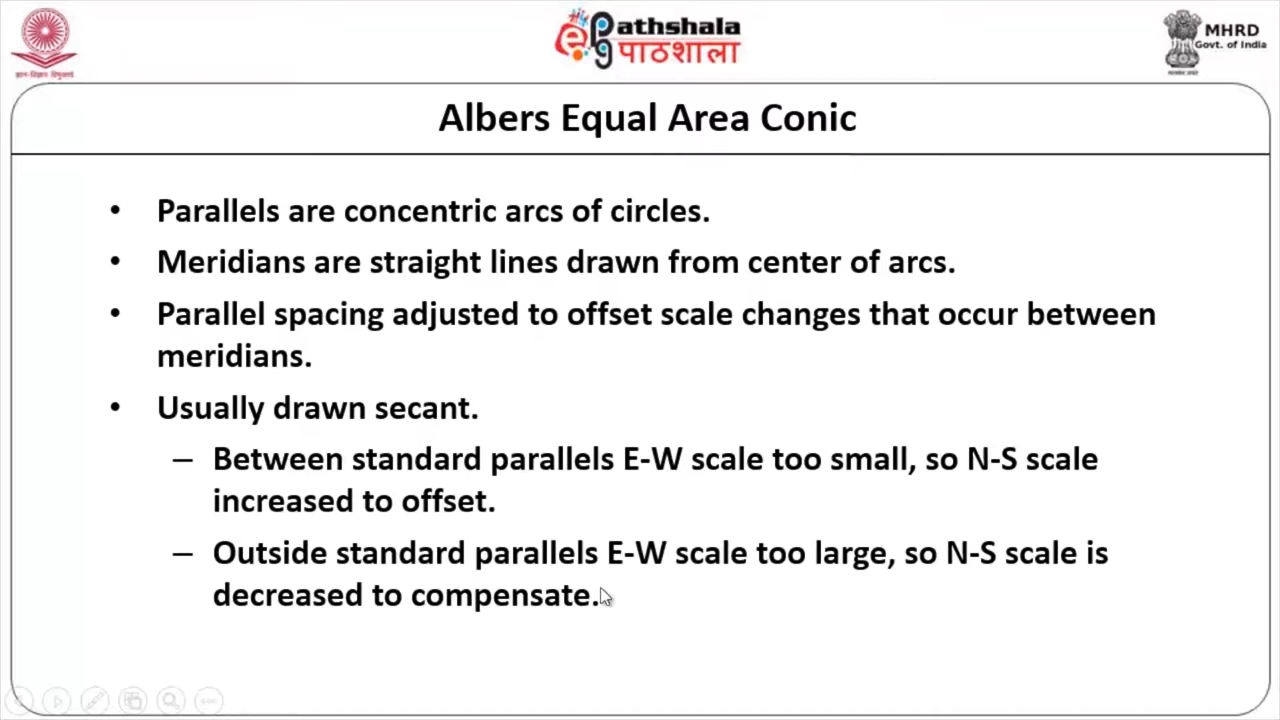 ePathshala
पाठशाला
MHRD
Govt. of India
Albers Equal Area Conic
• Parallels are concentric arcs of circles.
• Meridians are straight lines drawn from center of arcs.
• Parallel spacing adjusted to offset scale changes that occur between
meridians.
• Usually drawn secant.
– Between standard parallels E-W scale too small, so N-S scale
increased to offset.
– Outside standard parallels E-W scale too large, so N-S scale is
decreased to compensate.